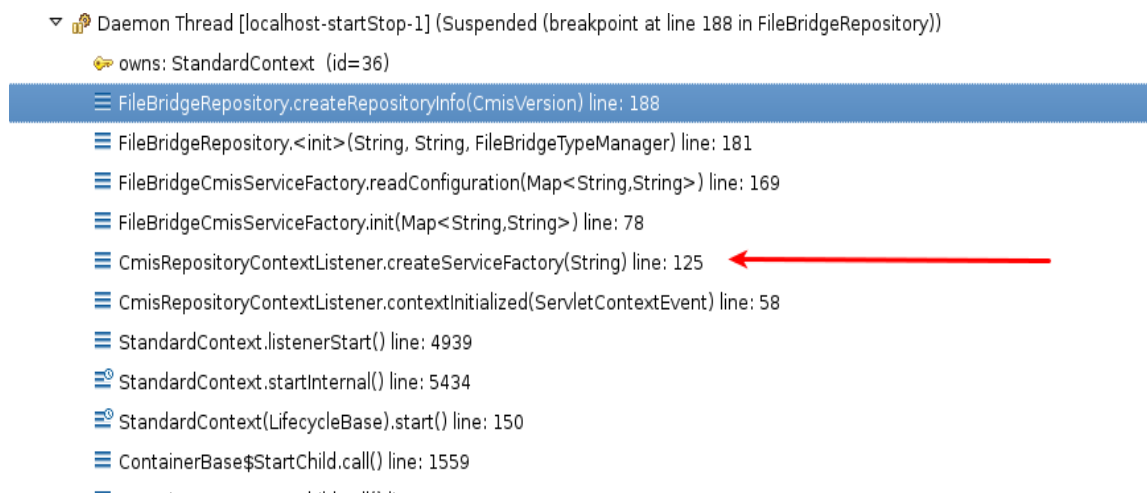 Daemon Thread [localhost-startStop-1] (Suspended (breakpoint at line 188 in FileBridgeRepository))
owns: StandardContext (id=36)
FileBridgeRepository.createRepositoryInfo(CmisVersion) line: 188
FileBridgeRepository.<init>(String, String, FileBridgeTypeManager) line: 181
FileBridgeCmisServiceFactory.readConfiguration(Map<String,String>) line: 169
FileBridgeCmisServiceFactory.init(Map<String,String>) line: 78
CmisRepositoryContextListener.createServiceFactory(String) line: 125
CmisRepositoryContextListener.contextInitialized(ServletContextEvent) line: 58
StandardContext.listenerStart() line: 4939
StandardContext.startInternal() line: 5434
StandardContext(LifecycleBase).start() line: 150
ContainerBase$StartChild.call() line: 1559